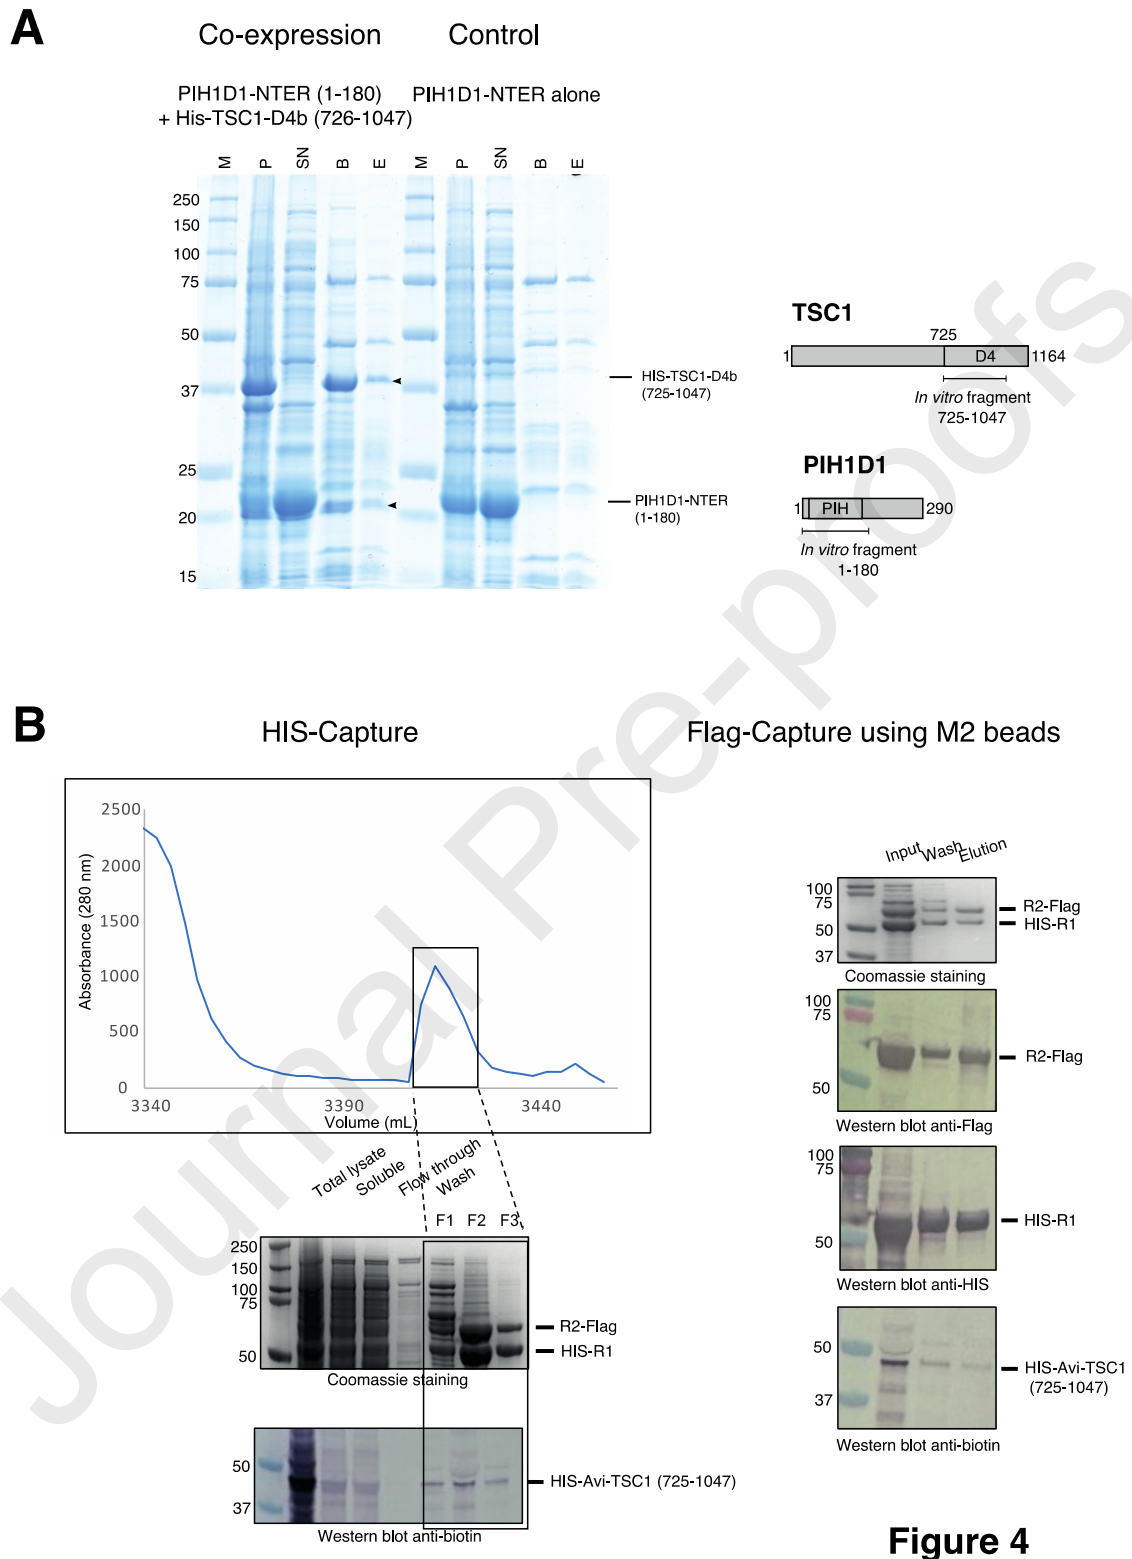 A
Co-expression
Control
PIH1D1-NTER (1-180)
+ His-TSC1-D4b (726-1047)
PIH1D1-NTER alone
M
P
SN
B
E
M
P
SN
B
E
250
150
100
75
50
37
25
20
15
HIS-TSC1-D4b
(725-1047)
PIH1D1-NTER
(1-180)
TSC1
725
1
D4
1164
In vitro fragment
725-1047
PIH1D1
1
PIH
290
In vitro fragment
1-180
B
HIS-Capture
Absorbance (280 nm)
2500
2000
1500
1000
500
0
3340
3390
3440
Volume (mL)
Total lysate
Soluble
Flow through
Wash
F1
F2
F3
250
150
100
75
50
R2-Flag
HIS-R1
Coomassie staining
50
37
HIS-Avi-TSC1 (725-1047)
Western blot anti-biotin
Flag-Capture using M2 beads
Input
Wash
Elution
100
75
50
37
R2-Flag
HIS-R1
Coomassie staining
100
75
50
R2-Flag
Western blot anti-Flag
100
75
50
HIS-R1
Western blot anti-HIS
50
37
HIS-Avi-TSC1
(725-1047)
Western blot anti-biotin
Figure 4
Journal Pre-proofs